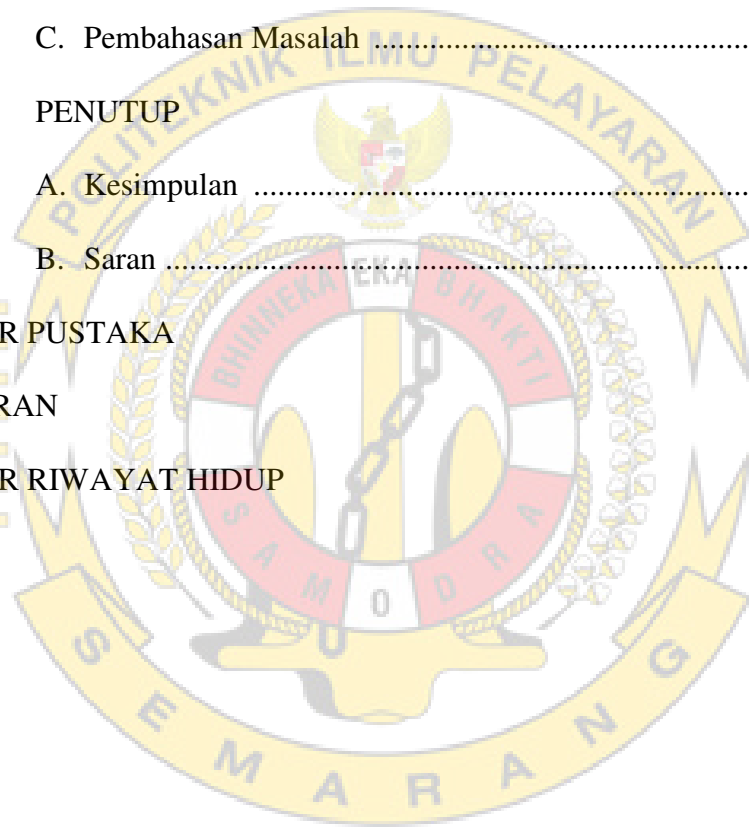 C. Pembahasan Masalah ..........................................
PENUTUP
A. Kesimpulan ........................................................
B. Saran .................................................................
R PUSTAKA
RAN
R RIWAYAT HIDUP
POLITEKNIK ILMU PELAYARAN
BHINNEKA EKA BHAKTI
SAMODRA
SEMARANG